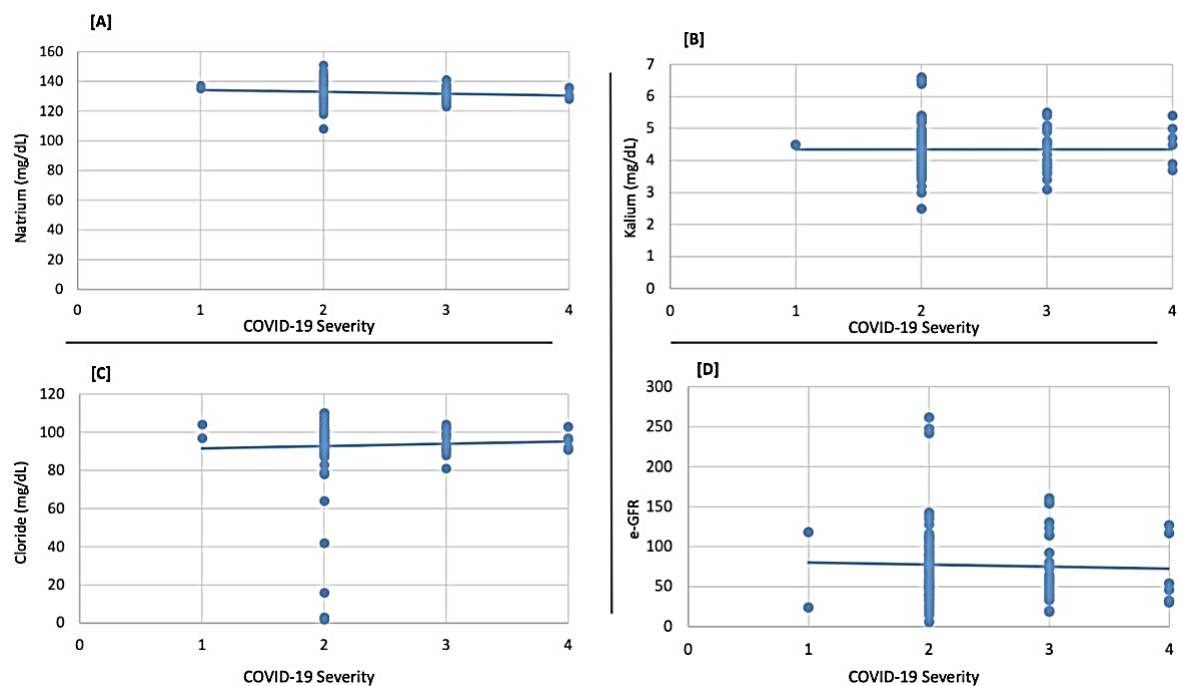 [A]
160
140
120
100
80
60
40
20
0
Natrium (mg/dL)
0 1 2 3 4
COVID-19 Severity
[B]
7
6
5
4
3
2
1
0
Kalium (mg/dL)
0 1 2 3 4
COVID-19 Severity
[C]
120
100
80
60
40
20
0
Cloride (mg/dL)
0 1 2 3 4
COVID-19 Severity
[D]
300
250
200
150
100
50
0
e-GFR
0 1 2 3 4
COVID-19 Severity